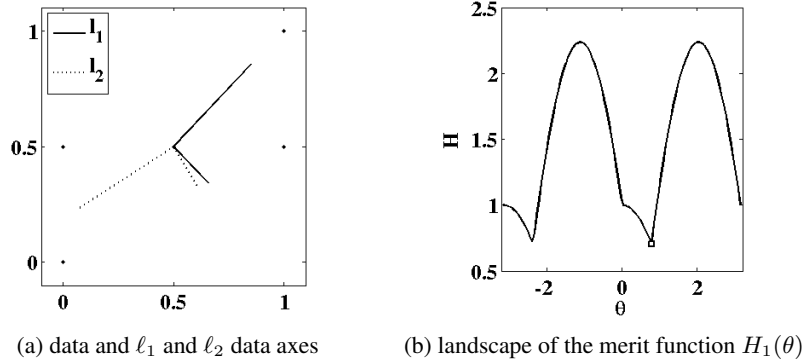 l₁
l₂
1
0.5
0
0
0.5
1
(a) data and ℓ₁ and ℓ₂ data axes
2.5
2
1.5
1
0.5
H
-2
0
2
θ
(b) landscape of the merit function H₁(θ)